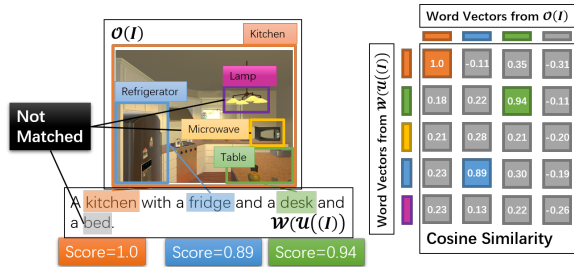 O(I)
Kitchen
Lamp
Refrigerator
Microwave
Table
Not
Matched
A kitchen with a fridge and a desk and
a bed.
W(U((I))
Score=1.0
Score=0.89
Score=0.94
Word Vectors from O(I)
Word Vectors from W(U((I))
1.0 -0.11 0.35 -0.31
0.18 0.22 0.94 -0.11
0.21 0.28 0.21 -0.20
0.23 0.89 0.30 -0.19
0.23 0.13 0.22 -0.26
Cosine Similarity